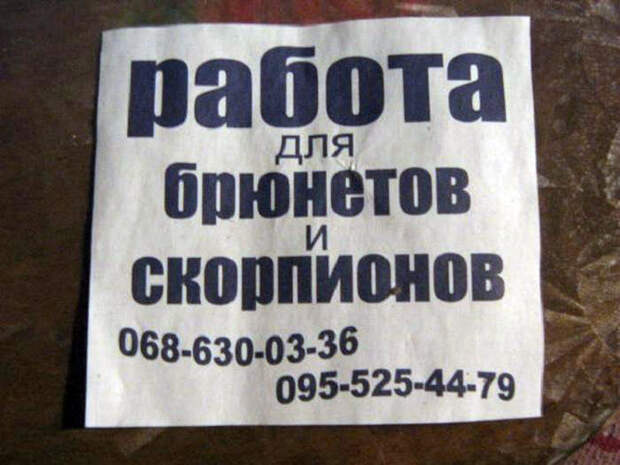 работа
для
брюнетов
и
скорпионов
068-630-03-36
095-525-44-79